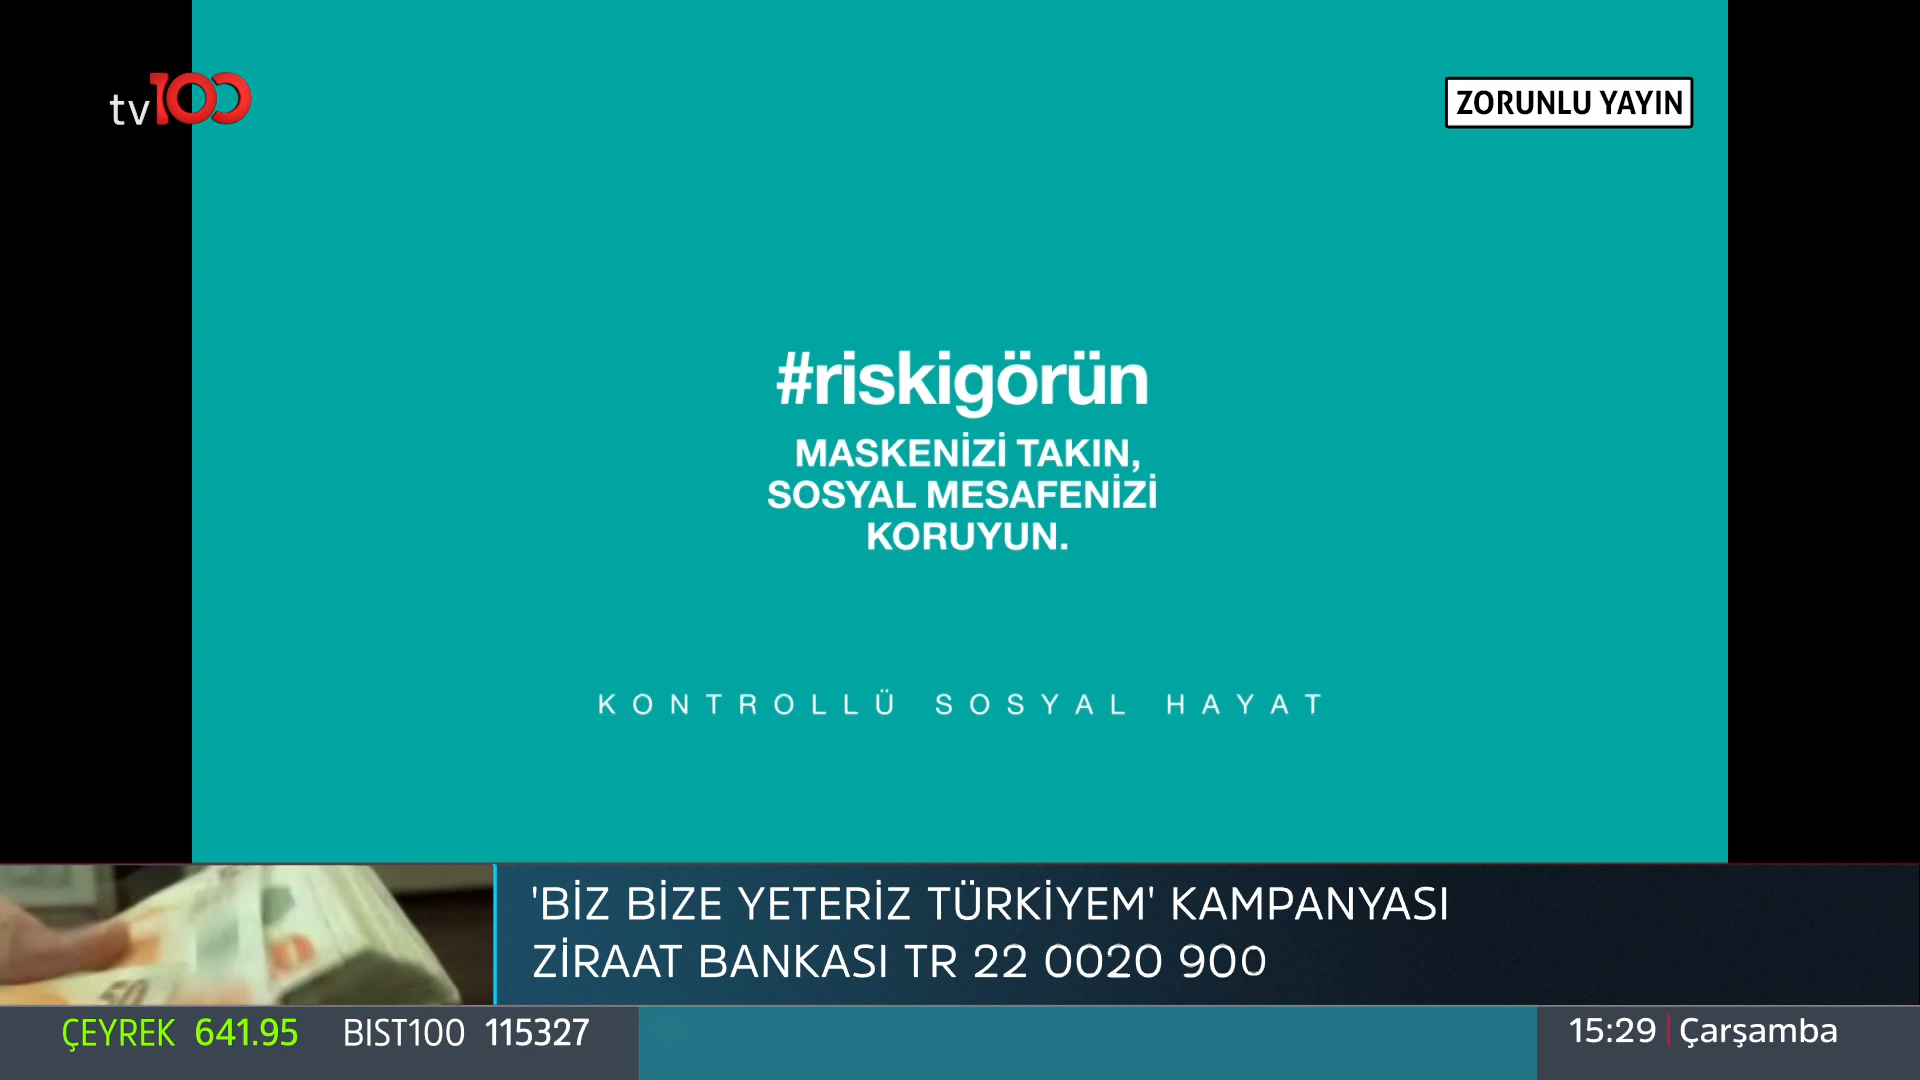 tv100
ZORUNLU YAYIN
#riskigörün
MASKENİZİ TAKIN,
SOSYAL MESAFENİZİ
KORUYUN.
KONTROLLÜ SOSYAL HAYAT
'BİZ BİZE YETERİZ TÜRKİYEM' KAMPANYASI
ZİRAAT BANKASI TR 22 0020 900
50
ÇEYREK 641.95 BIST100 115327
15:29 Çarşamba